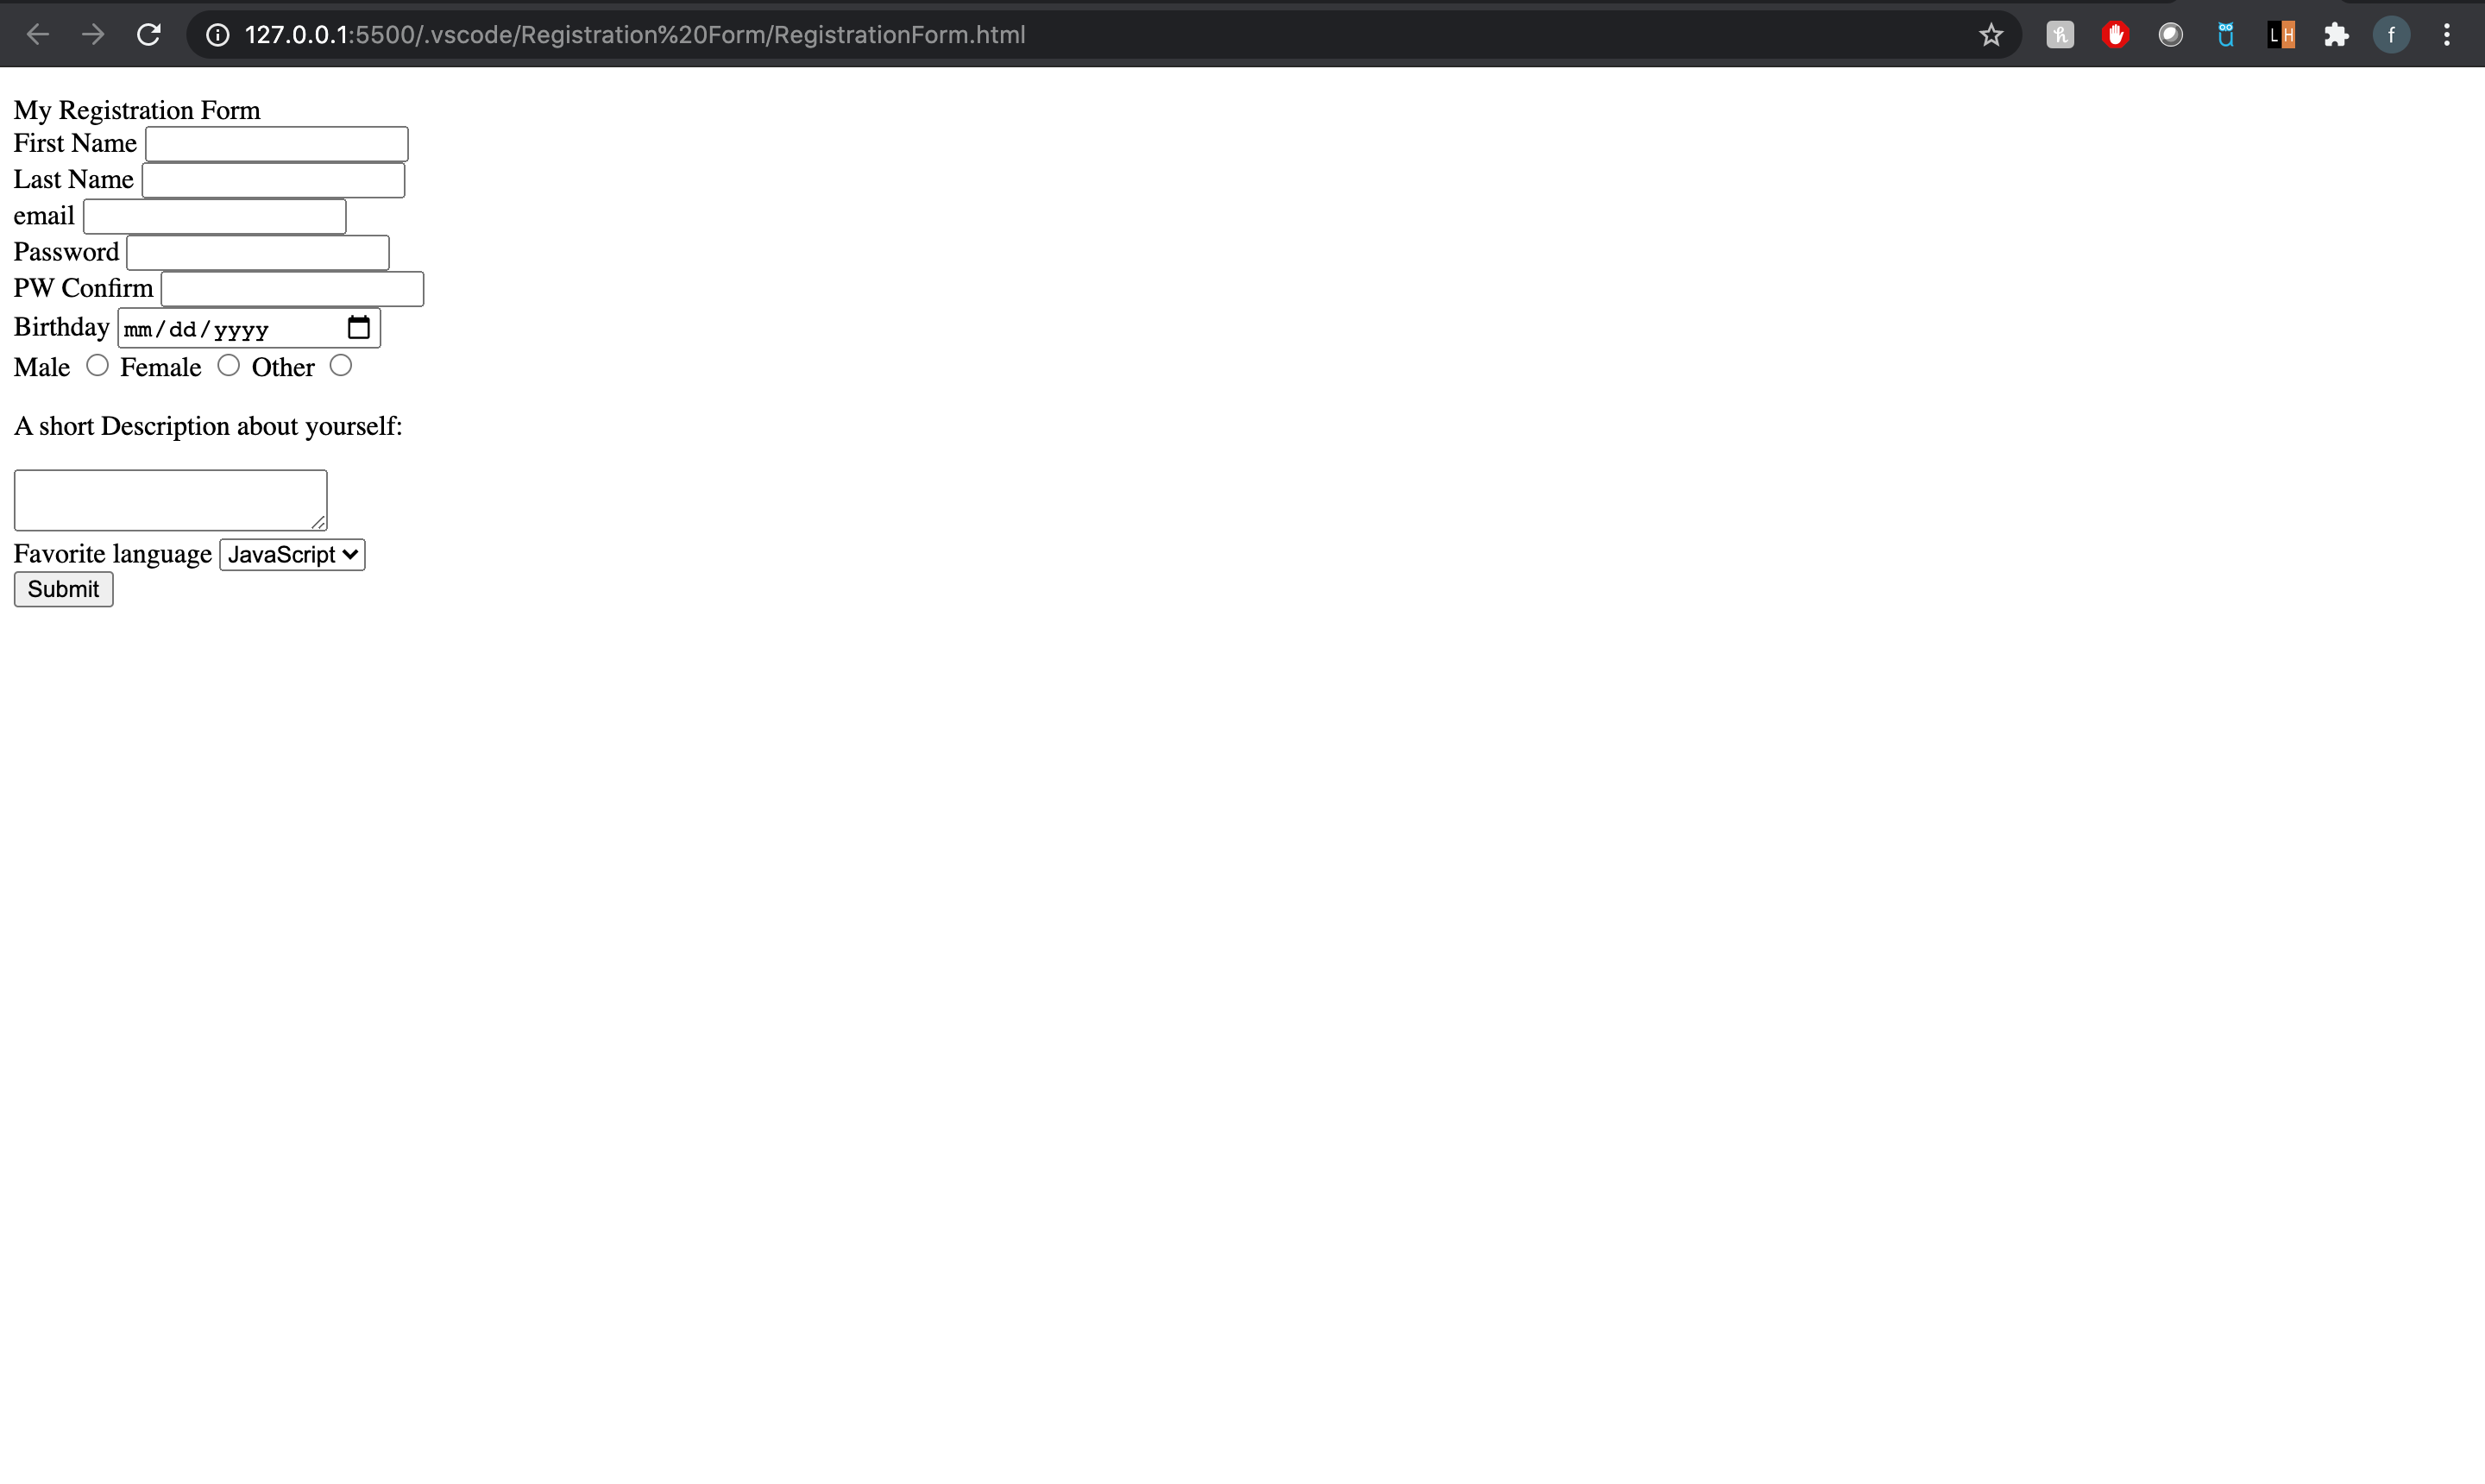 127.0.0.1:5500/.vscode/Registration%20Form/RegistrationForm.html
LH
f
My Registration Form
First Name
Last Name
email
Password
PW Confirm
Birthday mm/dd/yyyy
Male Female Other
A short Description about yourself:
Favorite language JavaScript
Submit